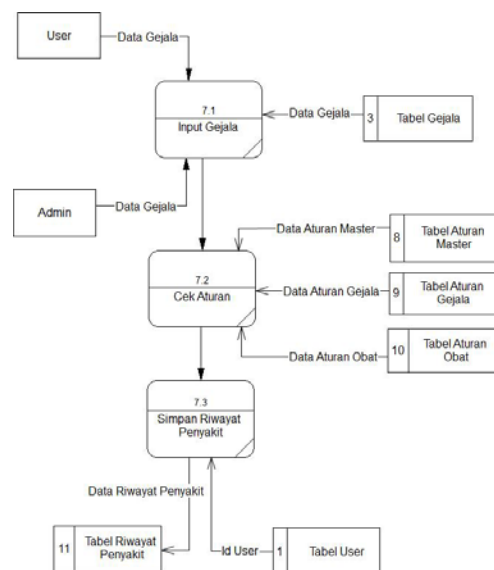 User
Data Gejala
7.1
Input Gejala
Data Gejala
3
Tabel Gejala
Admin
Data Gejala
Data Aturan Master
8
Tabel Aturan
Master
7.2
Cek Aturan
Data Aturan Gejala
9
Tabel Aturan
Gejala
Data Aturan Obat
10
Tabel Aturan
Obat
7.3
Simpan Riwayat
Penyakit
Data Riwayat Penyakit
11
Tabel Riwayat
Penyakit
Id User
1
Tabel User